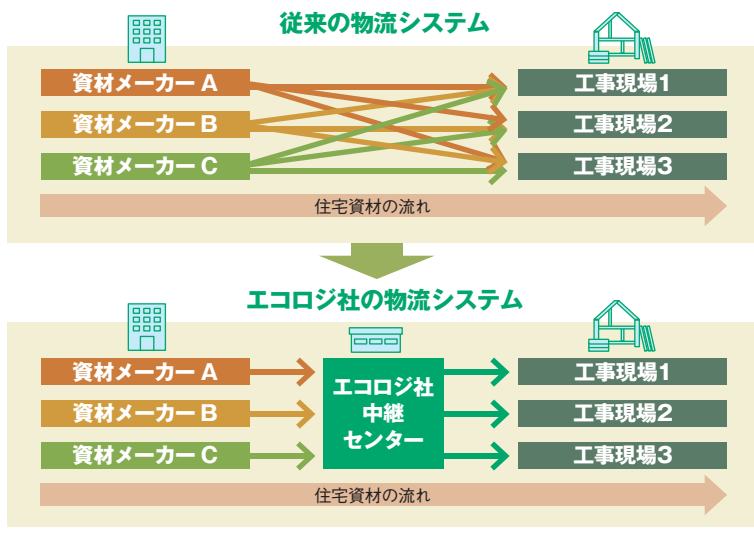 従来の物流システム
資材メーカー A
工事現場1
資材メーカー B
工事現場2
資材メーカー C
工事現場3
住宅資材の流れ
エコロジ社の物流システム
資材メーカー A
工事現場1
資材メーカー B
エコロジ社
中継
センター
工事現場2
資材メーカー C
工事現場3
住宅資材の流れ